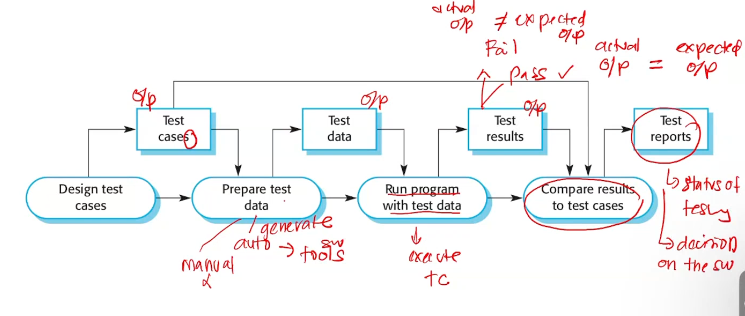 actual
o/p ≠ expected
o/p
Fail
actual expected
o/p = o/p
Pass ✓
o/p
o/p
o/p
Test
cases
Test
data
Test
results
Test
reports
Design test
cases
Prepare test
data
Run program
with test data
Compare results
to test cases
generate
auto → sw
tools
manual
execute
TC
status of
testing
decision
on the sw